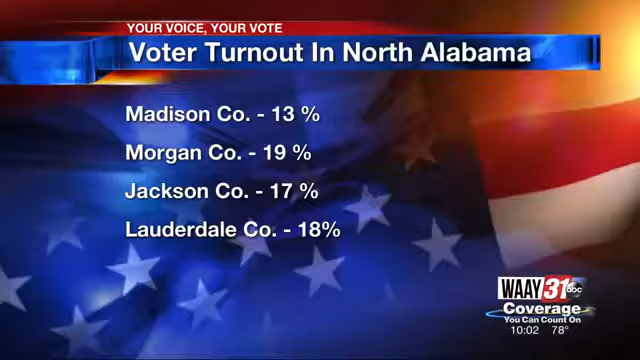 YOUR VOICE, YOUR VOTE
Voter Turnout In North Alabama
Madison Co. - 13 %
Morgan Co. - 19 %
Jackson Co. - 17 %
Lauderdale Co. - 18%
WAAY 31 abc
Coverage
You Can Count On
10:02 78°